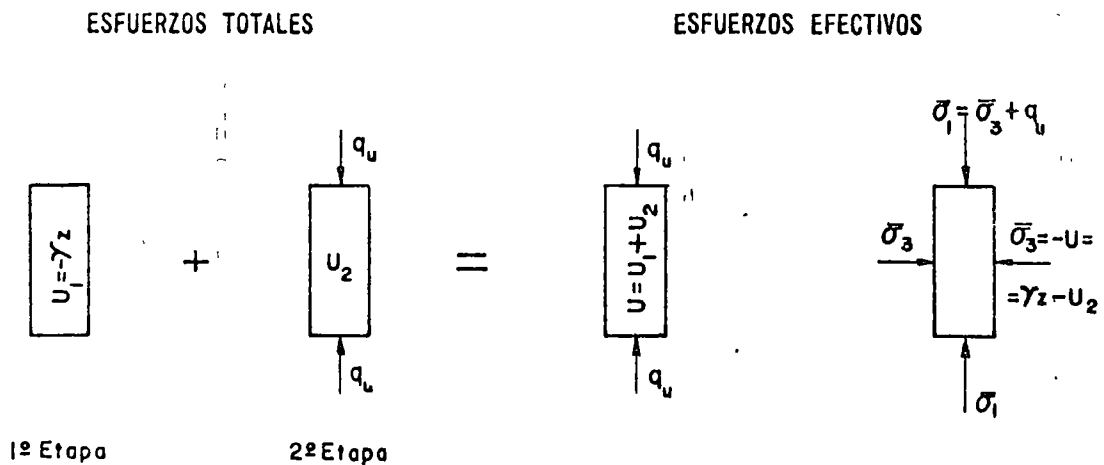 ESFUERZOS TOTALES
ESFUERZOS EFECTIVOS
U₁=-γz
+
qᵤ
U₂
qᵤ
=
qᵤ
U=U₁+U₂
qᵤ
σ̄₁=σ̄₃+qᵤ
σ̄₃
σ̄₃=-U=
=γz-U₂
σ̄₁
1º Etapa
2º Etapa